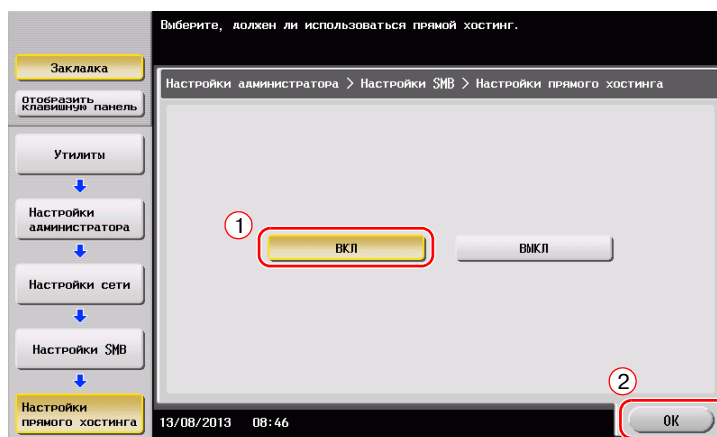 Выберите, должен ли использоваться прямой хостинг.
Закладка
Отобразить
клавишную панель
Настройки администратора > Настройки SMB > Настройки прямого хостинга
Утилиты
Настройки
администратора
Настройки сети
Настройки SMB
Настройки
прямого хостинга
1
ВКЛ
ВЫКЛ
2
13/08/2013 08:46
OK